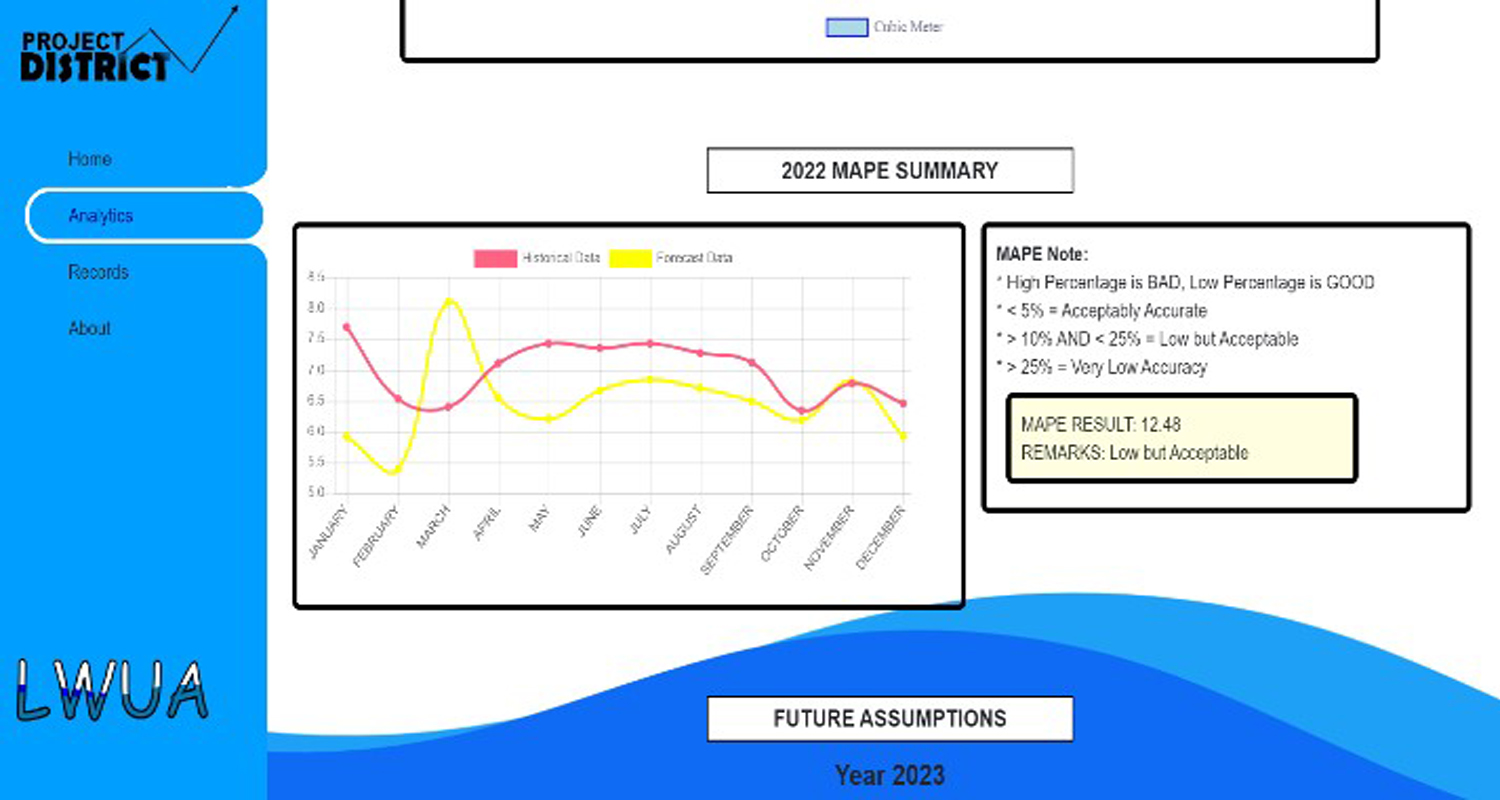 PROJECT
DISTRICT
Home
Analytics
Records
About
LWUA
Cubic Meter
2022 MAPE SUMMARY
Historical Data Forecast Data
8.5
8.0
7.5
7.0
6.5
6.0
5.5
5.0
JANUARY FEBRUARY MARCH APRIL MAY JUNE JULY AUGUST SEPTEMBER OCTOBER NOVEMBER DECEMBER
MAPE Note:
* High Percentage is BAD, Low Percentage is GOOD
* < 5% = Acceptably Accurate
* > 10% AND < 25% = Low but Acceptable
* > 25% = Very Low Accuracy
MAPE RESULT: 12.48
REMARKS: Low but Acceptable
FUTURE ASSUMPTIONS
Year 2023